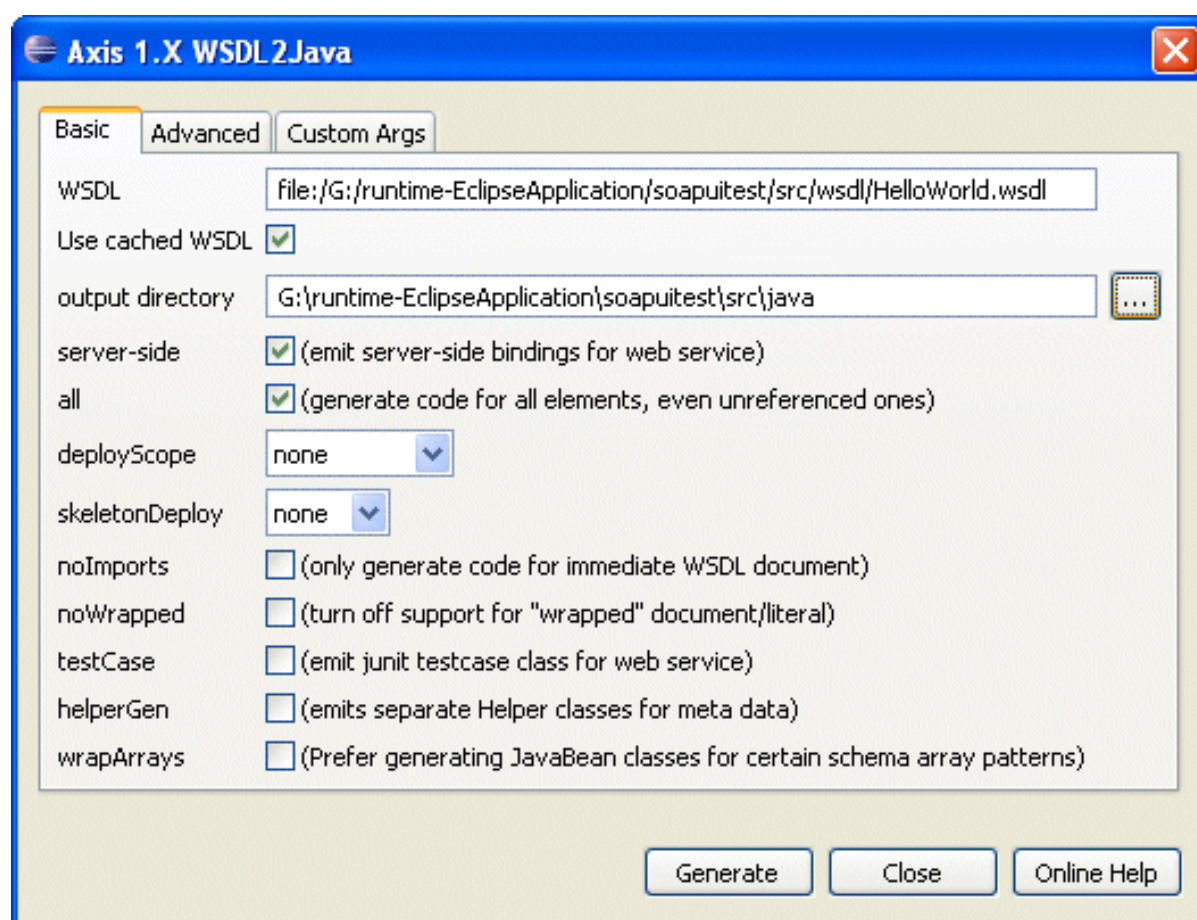 Axis 1.X WSDL2Java
Basic Advanced Custom Args
WSDL file:/G:/runtime-EclipseApplication/soapuitest/src/wsdl/HelloWorld.wsdl
Use cached WSDL
output directory G:\runtime-EclipseApplication\soapuitest\src\java ...
server-side (emit server-side bindings for web service)
all (generate code for all elements, even unreferenced ones)
deployScope none
skeletonDeploy none
noImports (only generate code for immediate WSDL document)
noWrapped (turn off support for "wrapped" document/literal)
testCase (emit junit testcase class for web service)
helperGen (emits separate Helper classes for meta data)
wrapArrays (Prefer generating JavaBean classes for certain schema array patterns)
Generate Close Online Help